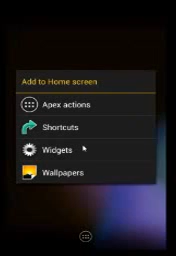 Add to Home screen
Apex actions
Shortcuts
Widgets
Wallpapers